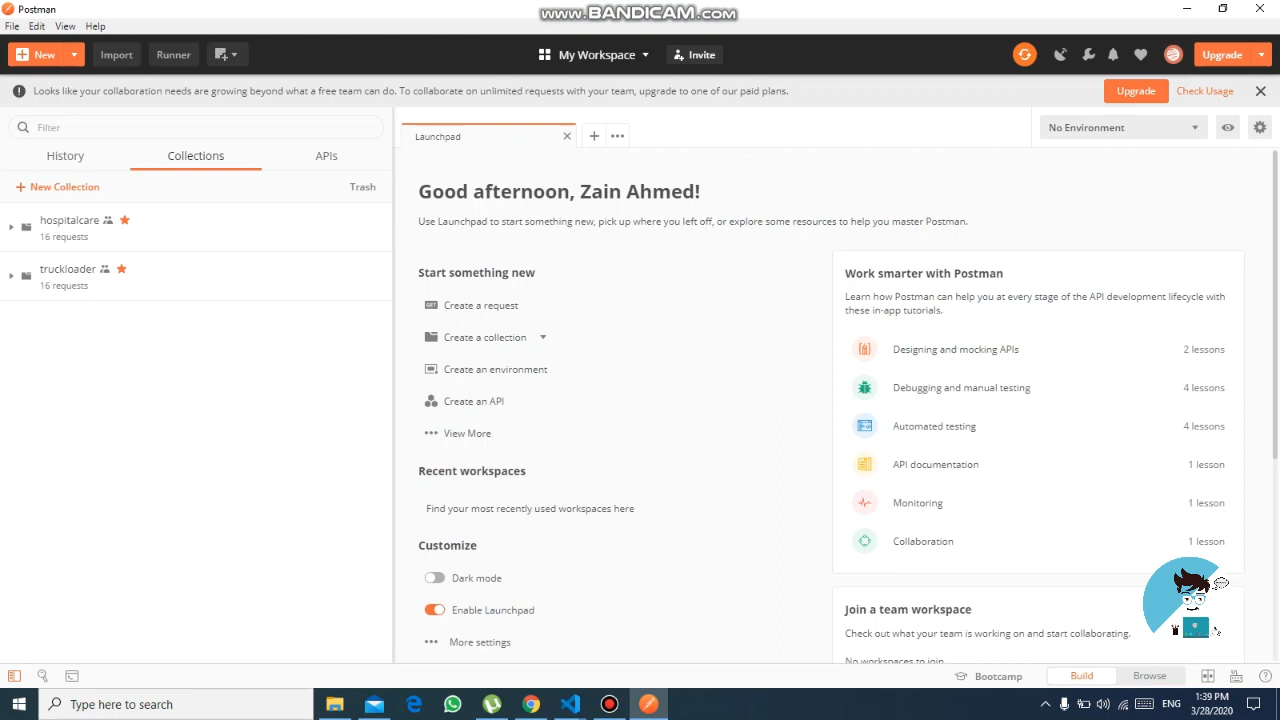 Postman
www.BANDICAM.com
File Edit View Help
New Import Runner My Workspace Invite Upgrade
Looks like your collaboration needs are growing beyond what a free team can do. To collaborate on unlimited requests with your team, upgrade to one of our paid plans. Upgrade Check Usage
Filter
History Collections APIs
New Collection Trash
hospitalcare
16 requests
truckloader
16 requests
Launchpad
No Environment
Good afternoon, Zain Ahmed!
Use Launchpad to start something new, pick up where you left off, or explore some resources to help you master Postman.
Start something new
GET Create a request
Create a collection
Create an environment
Create an API
View More
Recent workspaces
Find your most recently used workspaces here
Customize
Dark mode
Enable Launchpad
More settings
Work smarter with Postman
Learn how Postman can help you at every stage of the API development lifecycle with
these in-app tutorials.
Designing and mocking APIs 2 lessons
Debugging and manual testing 4 lessons
Automated testing 4 lessons
API documentation 1 lesson
Monitoring 1 lesson
Collaboration 1 lesson
Join a team workspace
Check out what your team is working on and start collaborating.
No workspaces to join
Bootcamp Build Browse
Type here to search
ENG
1:39 PM
3/28/2020